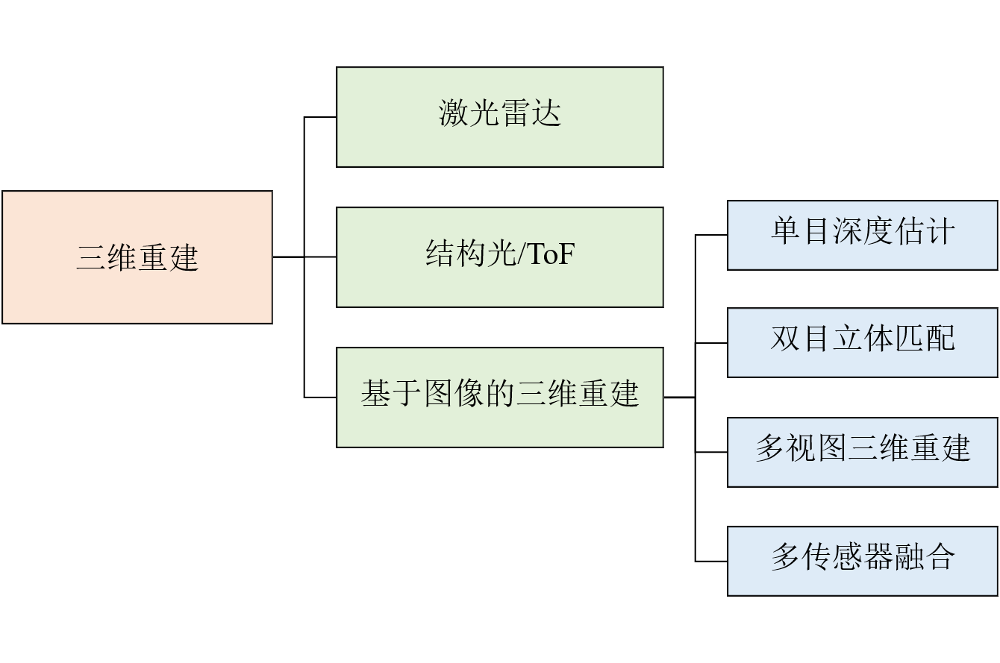 三维重建
激光雷达
结构光/ToF
基于图像的三维重建
单目深度估计
双目立体匹配
多视图三维重建
多传感器融合